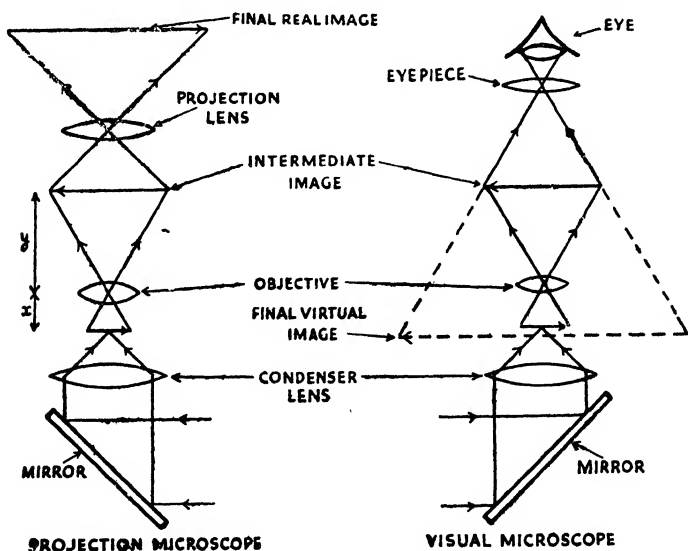 FINAL REAL IMAGE
EYE
EYEPIECE
PROJECTION
LENS
INTERMEDIATE
IMAGE
OBJECTIVE
FINAL VIRTUAL
IMAGE
CONDENSER
LENS
MIRROR
MIRROR
PROJECTION MICROSCOPE
VISUAL MICROSCOPE